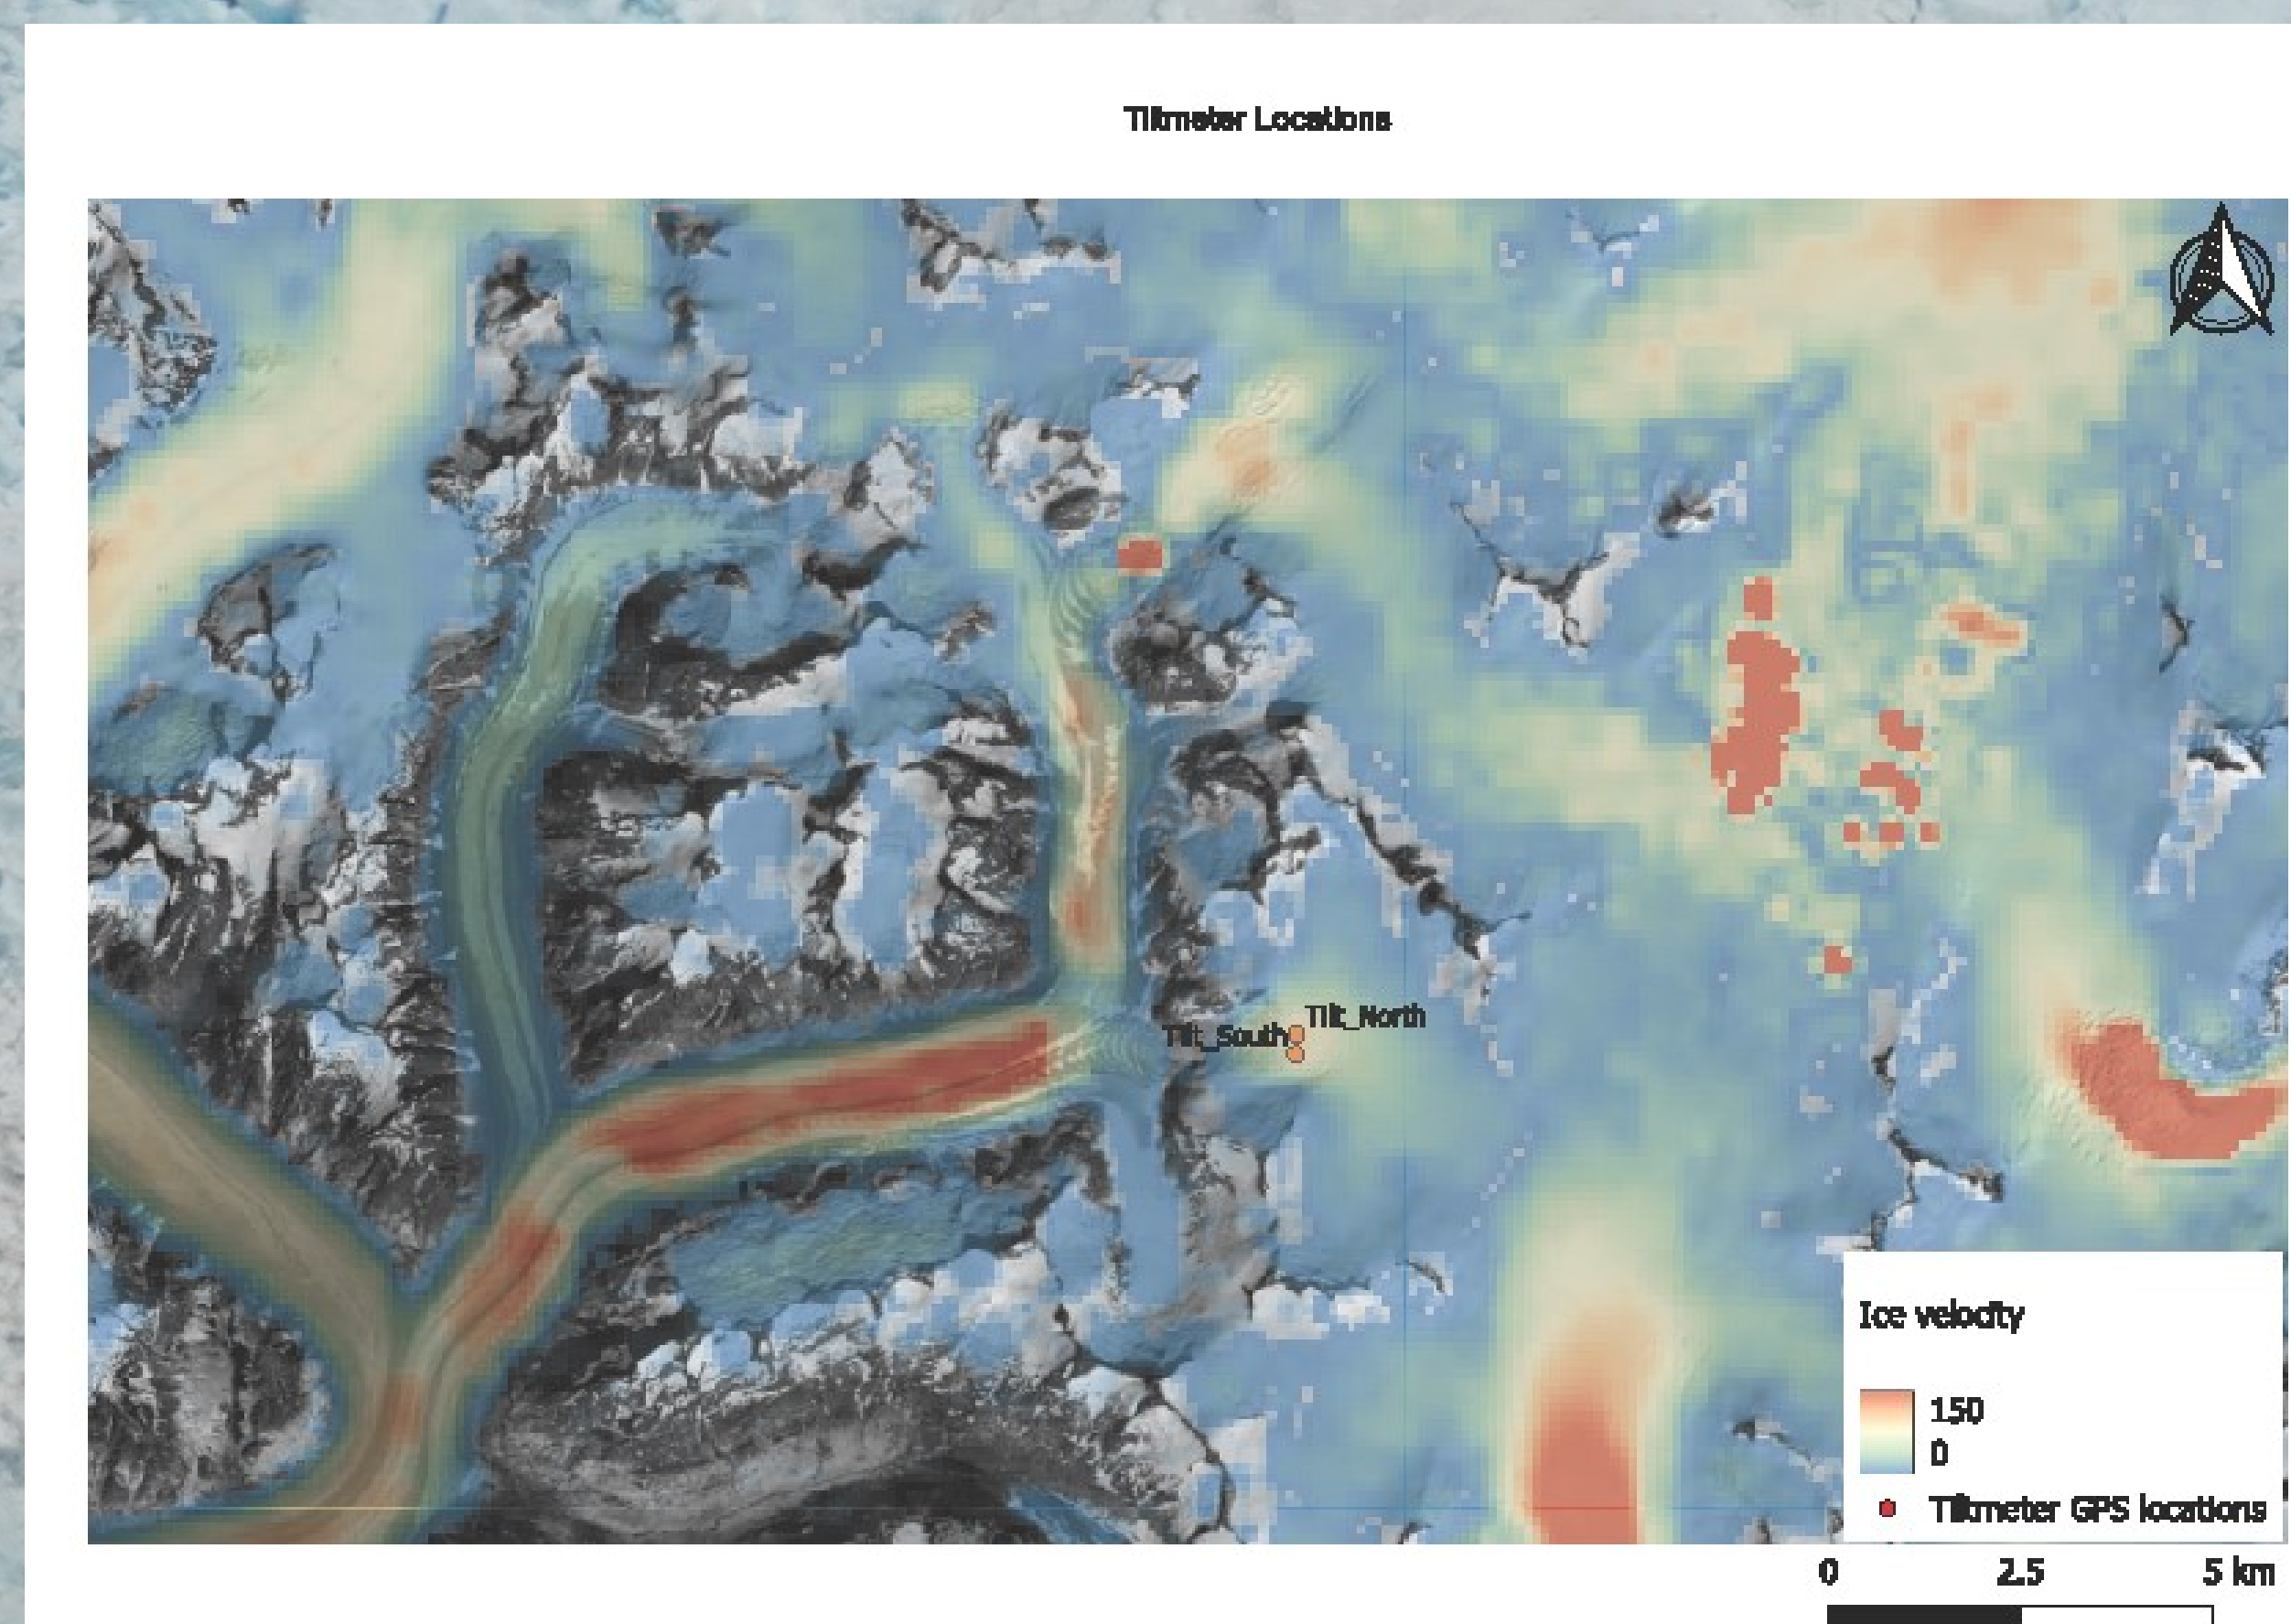 Tiltmeter Locations
Tilt_North
Tilt_South
Ice velocity
150
0
Tiltmeter GPS locations
0 2.5 5 km